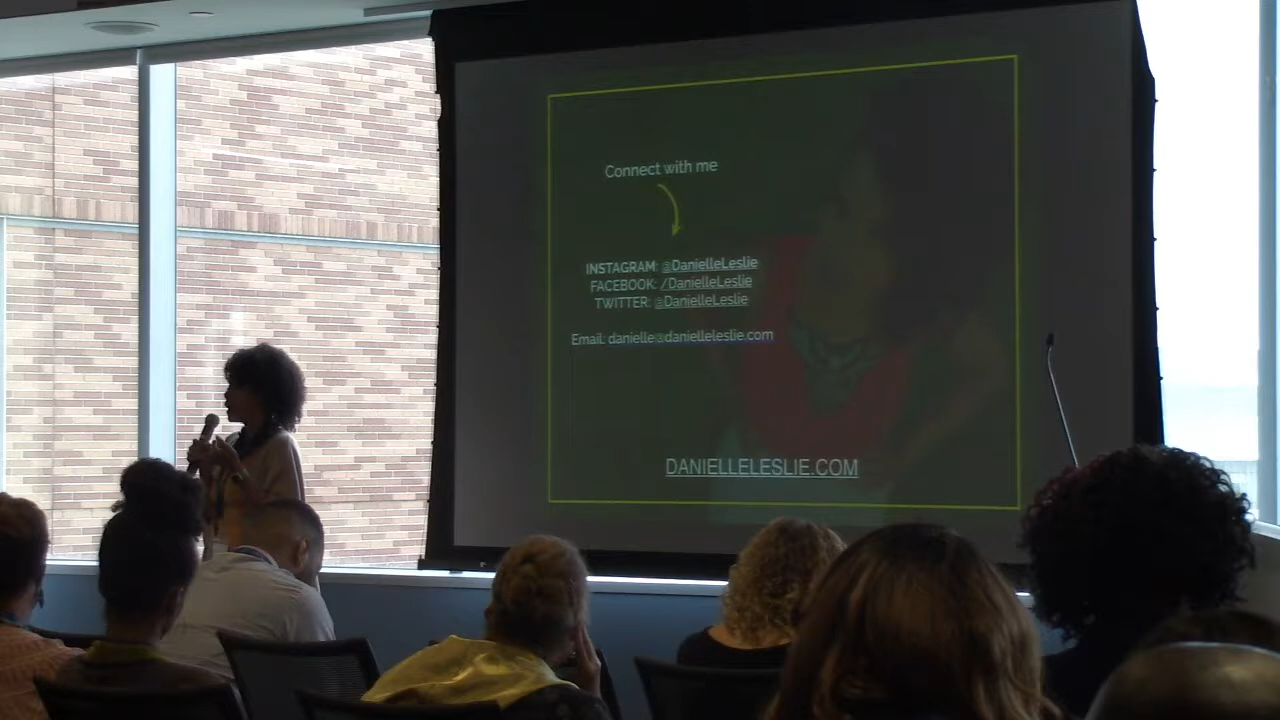 Connect with me
INSTAGRAM: @DanielleLeslie
FACEBOOK: /DanielleLeslie
TWITTER: @DanielleLeslie
Email: danielle@danielleleslie.com
DANIELLELESLIE.COM